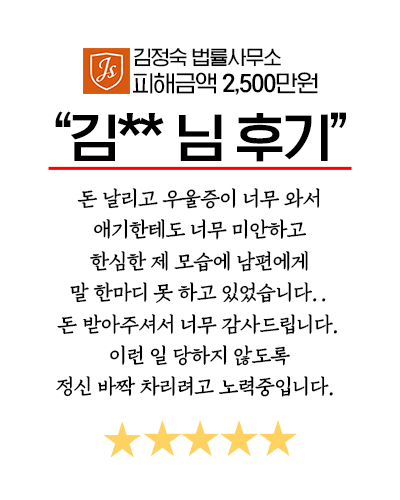 Js
김정숙 법률사무소
피해금액 2,500만원
“김** 님 후기”
돈 날리고 우울증이 너무 와서
애기한테도 너무 미안하고
한심한 제 모습에 남편에게
말 한마디 못 하고 있었습니다..
돈 받아주셔서 너무 감사드립니다.
이런 일 당하지 않도록
정신 바짝 차리려고 노력중입니다.